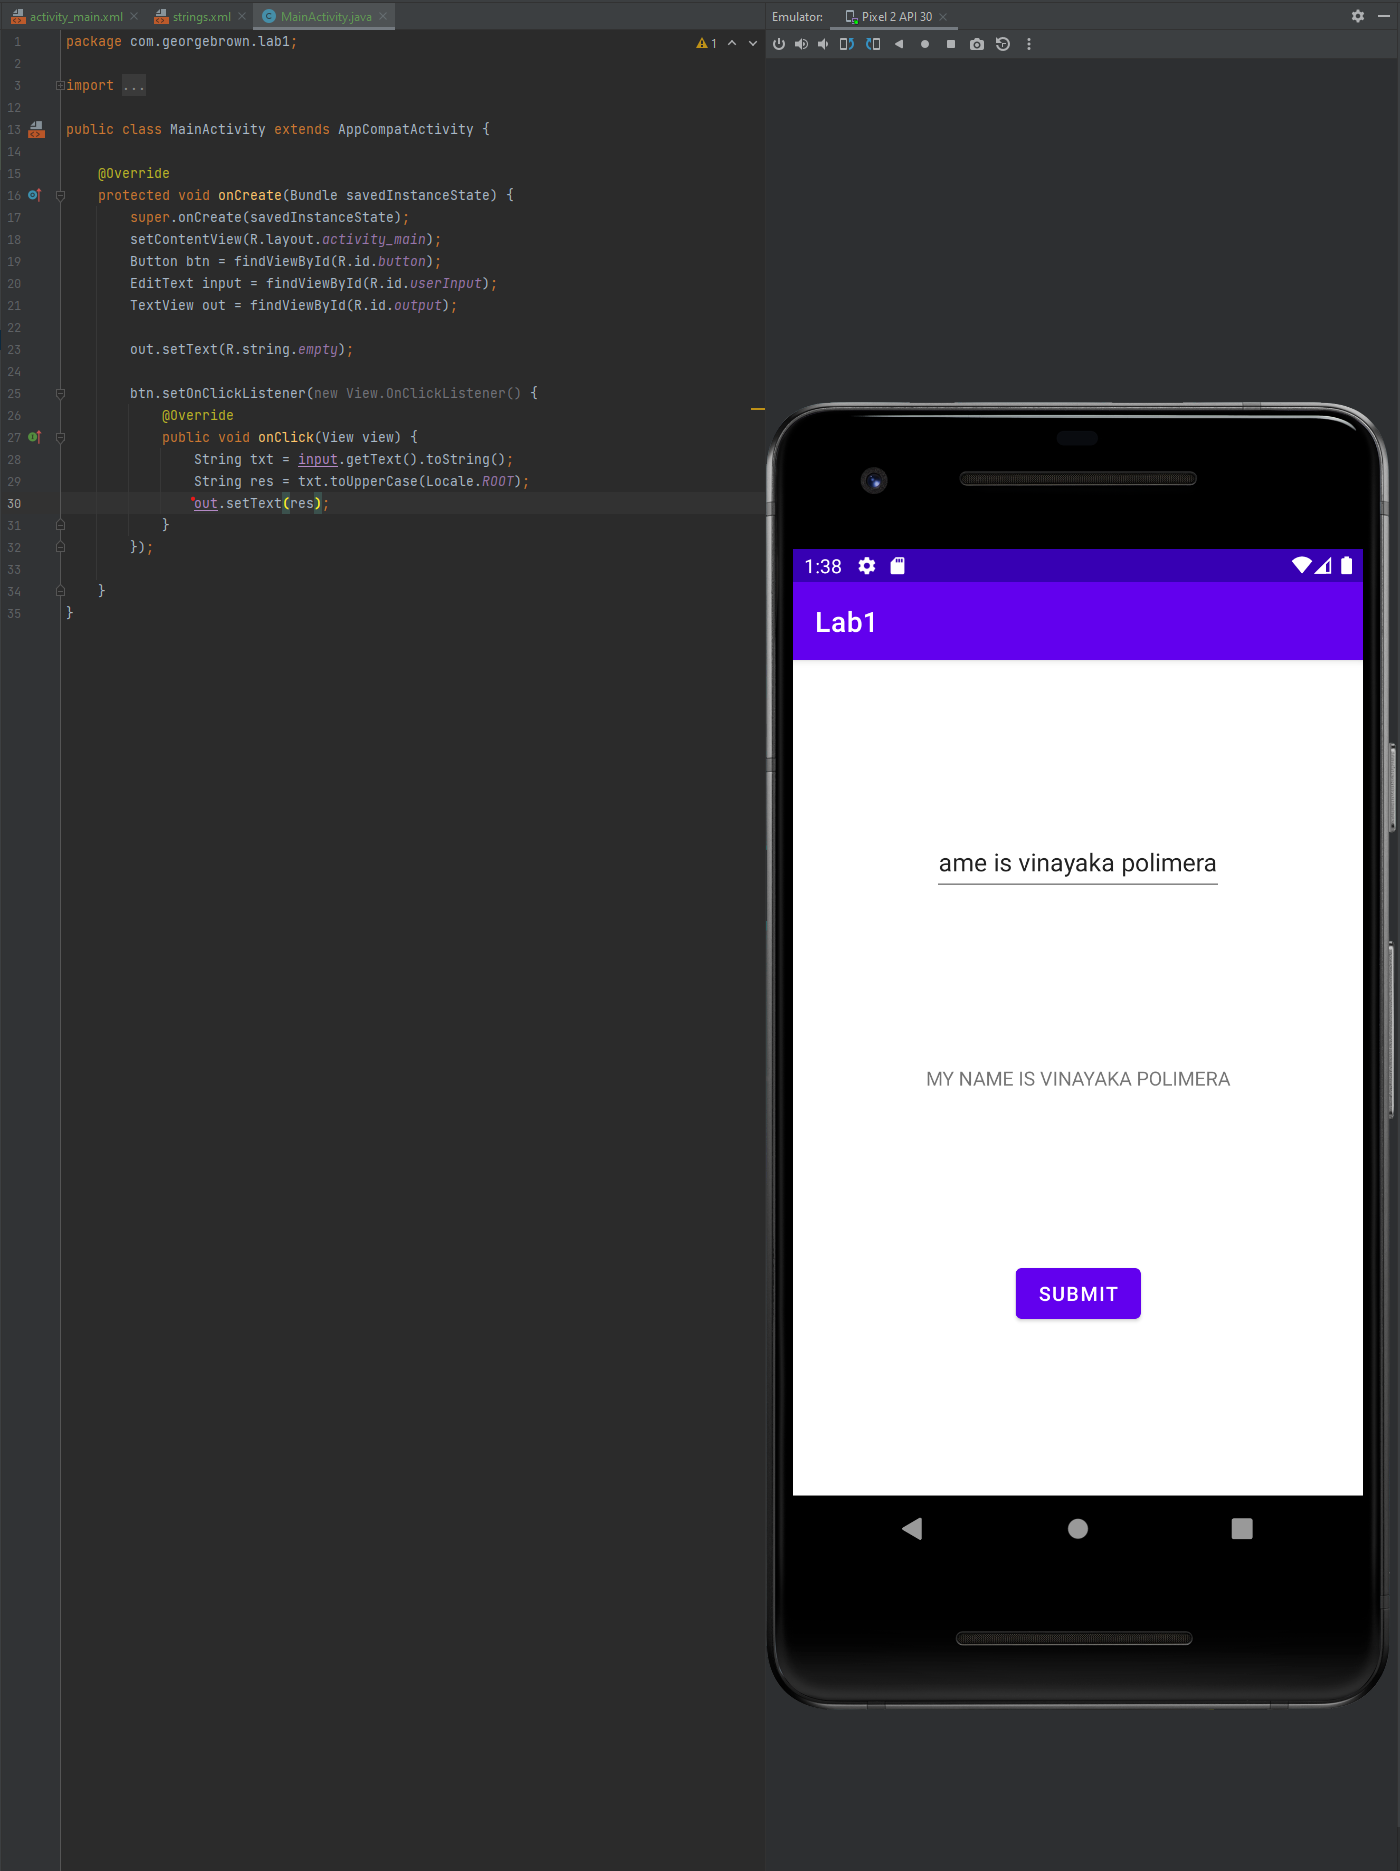 activity_main.xml strings.xml MainActivity.java
1 package com.georgebrown.lab1;
2
3 import ...
12
13 public class MainActivity extends AppCompatActivity {
14
15     @Override
16     protected void onCreate(Bundle savedInstanceState) {
17         super.onCreate(savedInstanceState);
18         setContentView(R.layout.activity_main);
19         Button btn = findViewById(R.id.button);
20         EditText input = findViewById(R.id.userInput);
21         TextView out = findViewById(R.id.output);
22
23         out.setText(R.string.empty);
24
25         btn.setOnClickListener(new View.OnClickListener() {
26             @Override
27             public void onClick(View view) {
28                 String txt = input.getText().toString();
29                 String res = txt.toUpperCase(Locale.ROOT);
30                 out.setText(res);
31             }
32         });
33
34     }
35 }
1
Emulator: Pixel 2 API 30
1:38
Lab1
ame is vinayaka polimera
MY NAME IS VINAYAKA POLIMERA
SUBMIT